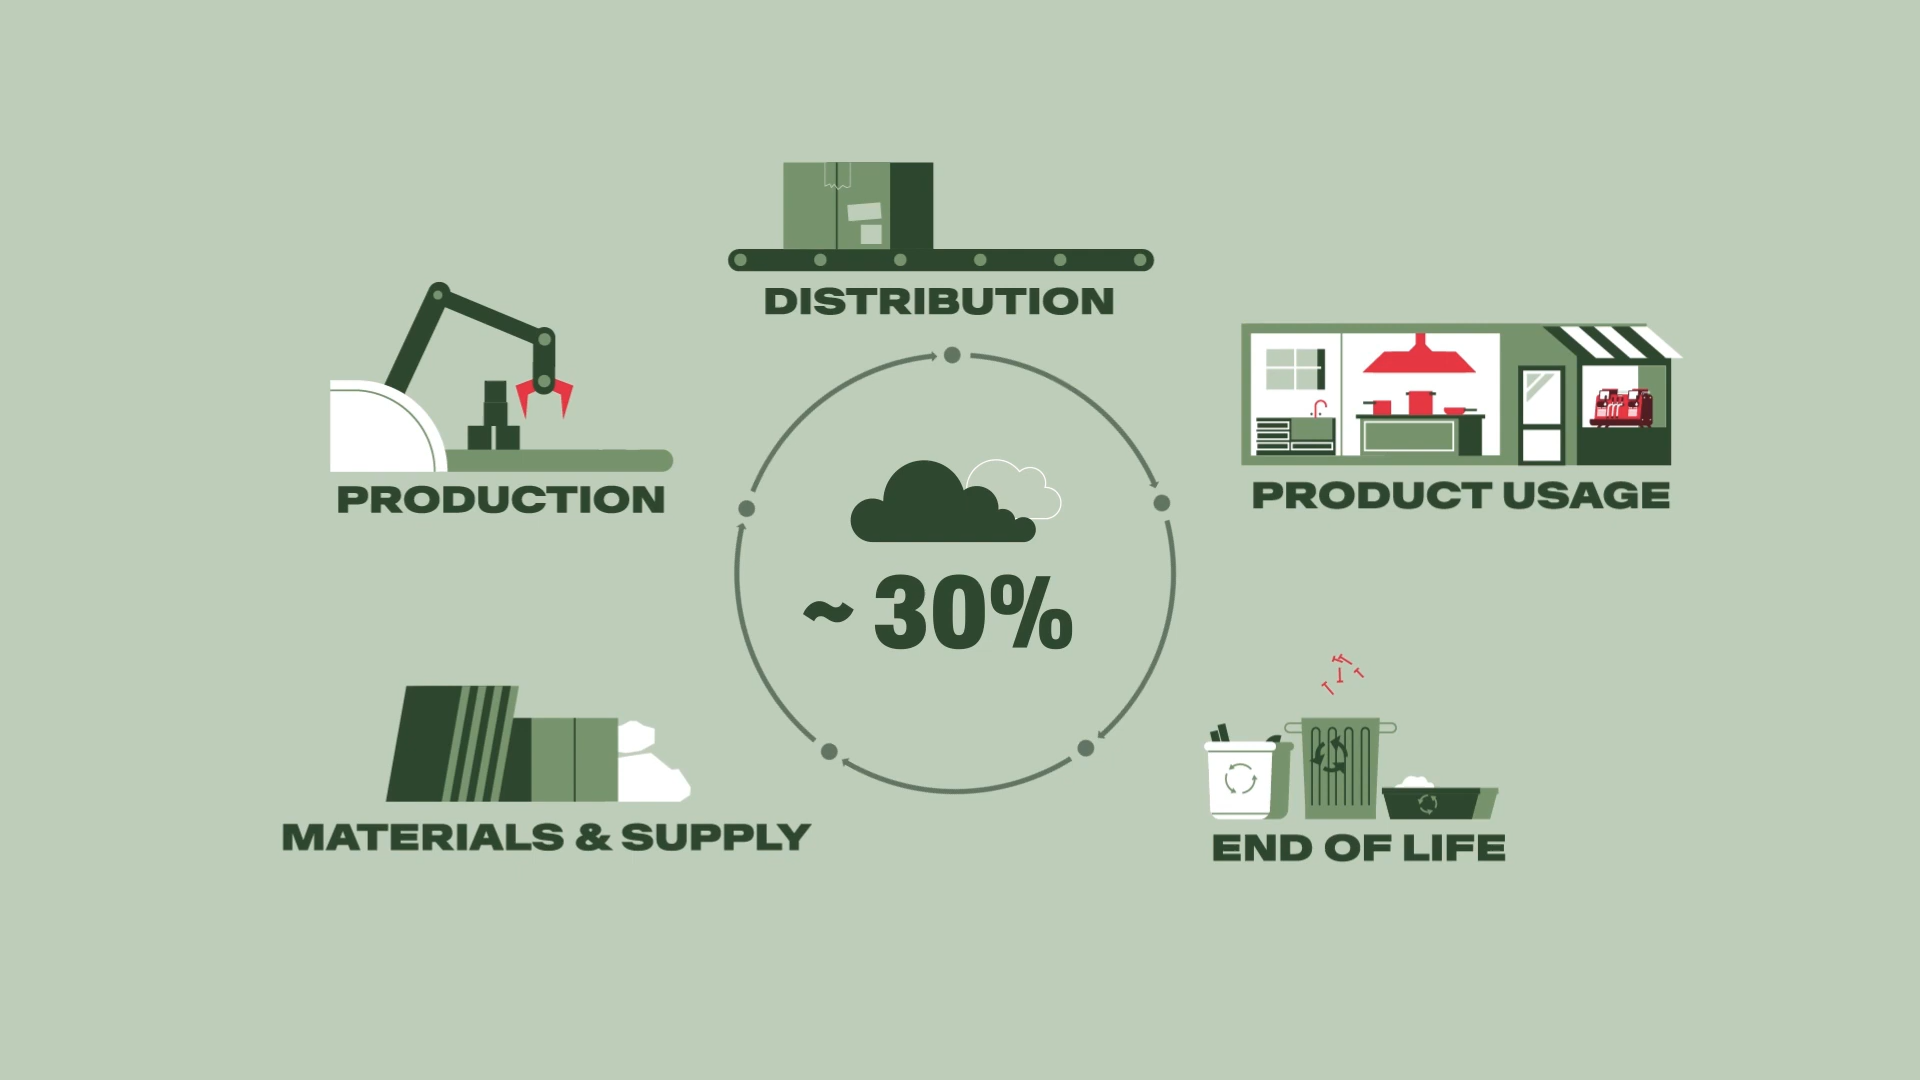 DISTRIBUTION
PRODUCTION
PRODUCT USAGE
~ 30%
MATERIALS & SUPPLY
END OF LIFE